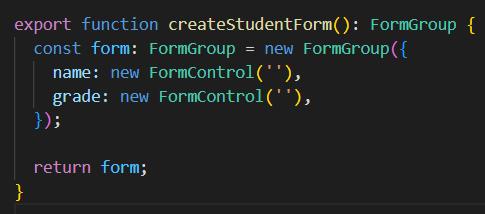 export function createStudentForm(): FormGroup {
  const form: FormGroup = new FormGroup({
    name: new FormControl(''),
    grade: new FormControl(''),
  });

  return form;
}